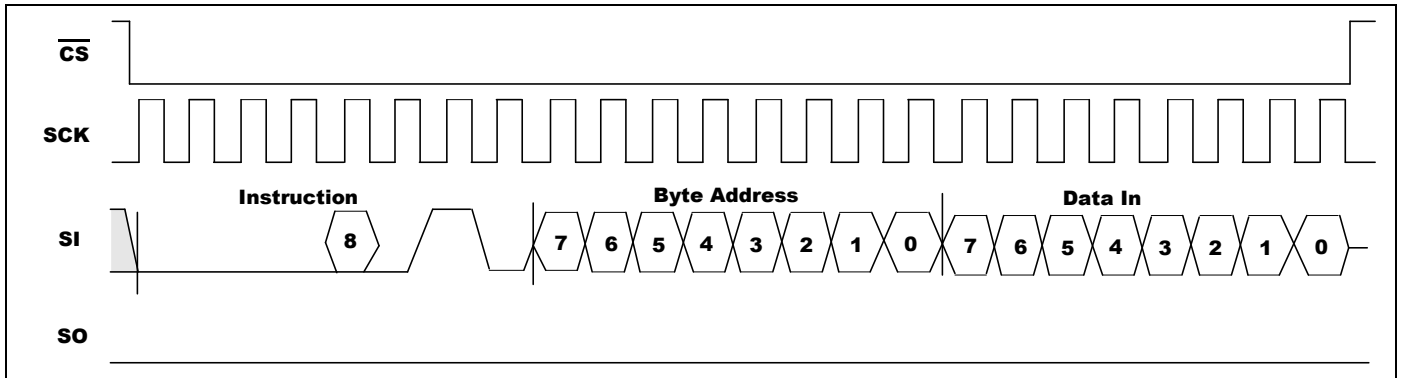 CS
SCK
Instruction Byte Address Data In
SI 8 7 6 5 4 3 2 1 0 7 6 5 4 3 2 1 0
SO